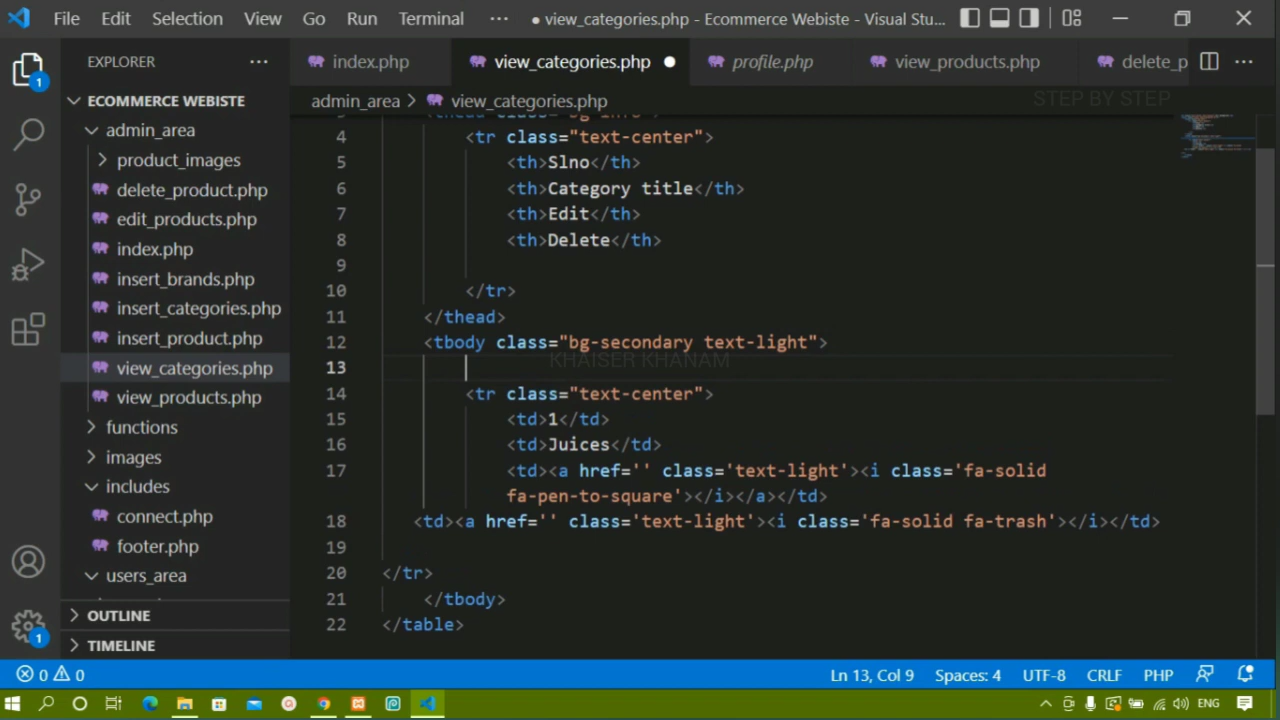 File Edit Selection View Go Run Terminal ··· ● view_categories.php - Ecommerce Webiste - Visual Stu...
EXPLORER ···
index.php view_categories.php ● profile.php view_products.php delete_p ···
ECOMMERCE WEBISTE
admin_area > view_categories.php
STEP BY STEP
admin_area
product_images
delete_product.php
edit_products.php
index.php
insert_brands.php
insert_categories.php
insert_product.php
view_categories.php
view_products.php
functions
images
includes
connect.php
footer.php
users_area
OUTLINE
TIMELINE
1
1
<thead class="bg-info">
4 <tr class="text-center">
5 <th>Slno</th>
6 <th>Category title</th>
7 <th>Edit</th>
8 <th>Delete</th>
9
10 </tr>
11 </thead>
12 <tbody class="bg-secondary text-light">
KHAISER KHANAM
13
14 <tr class="text-center">
15 <td>1</td>
16 <td>Juices</td>
17 <td><a href='' class='text-light'><i class='fa-solid
fa-pen-to-square'></i></a></td>
18 <td><a href='' class='text-light'><i class='fa-solid fa-trash'></i></td>
19
20 </tr>
21 </tbody>
22 </table>
0 0 Ln 13, Col 9 Spaces: 4 UTF-8 CRLF PHP
ENG